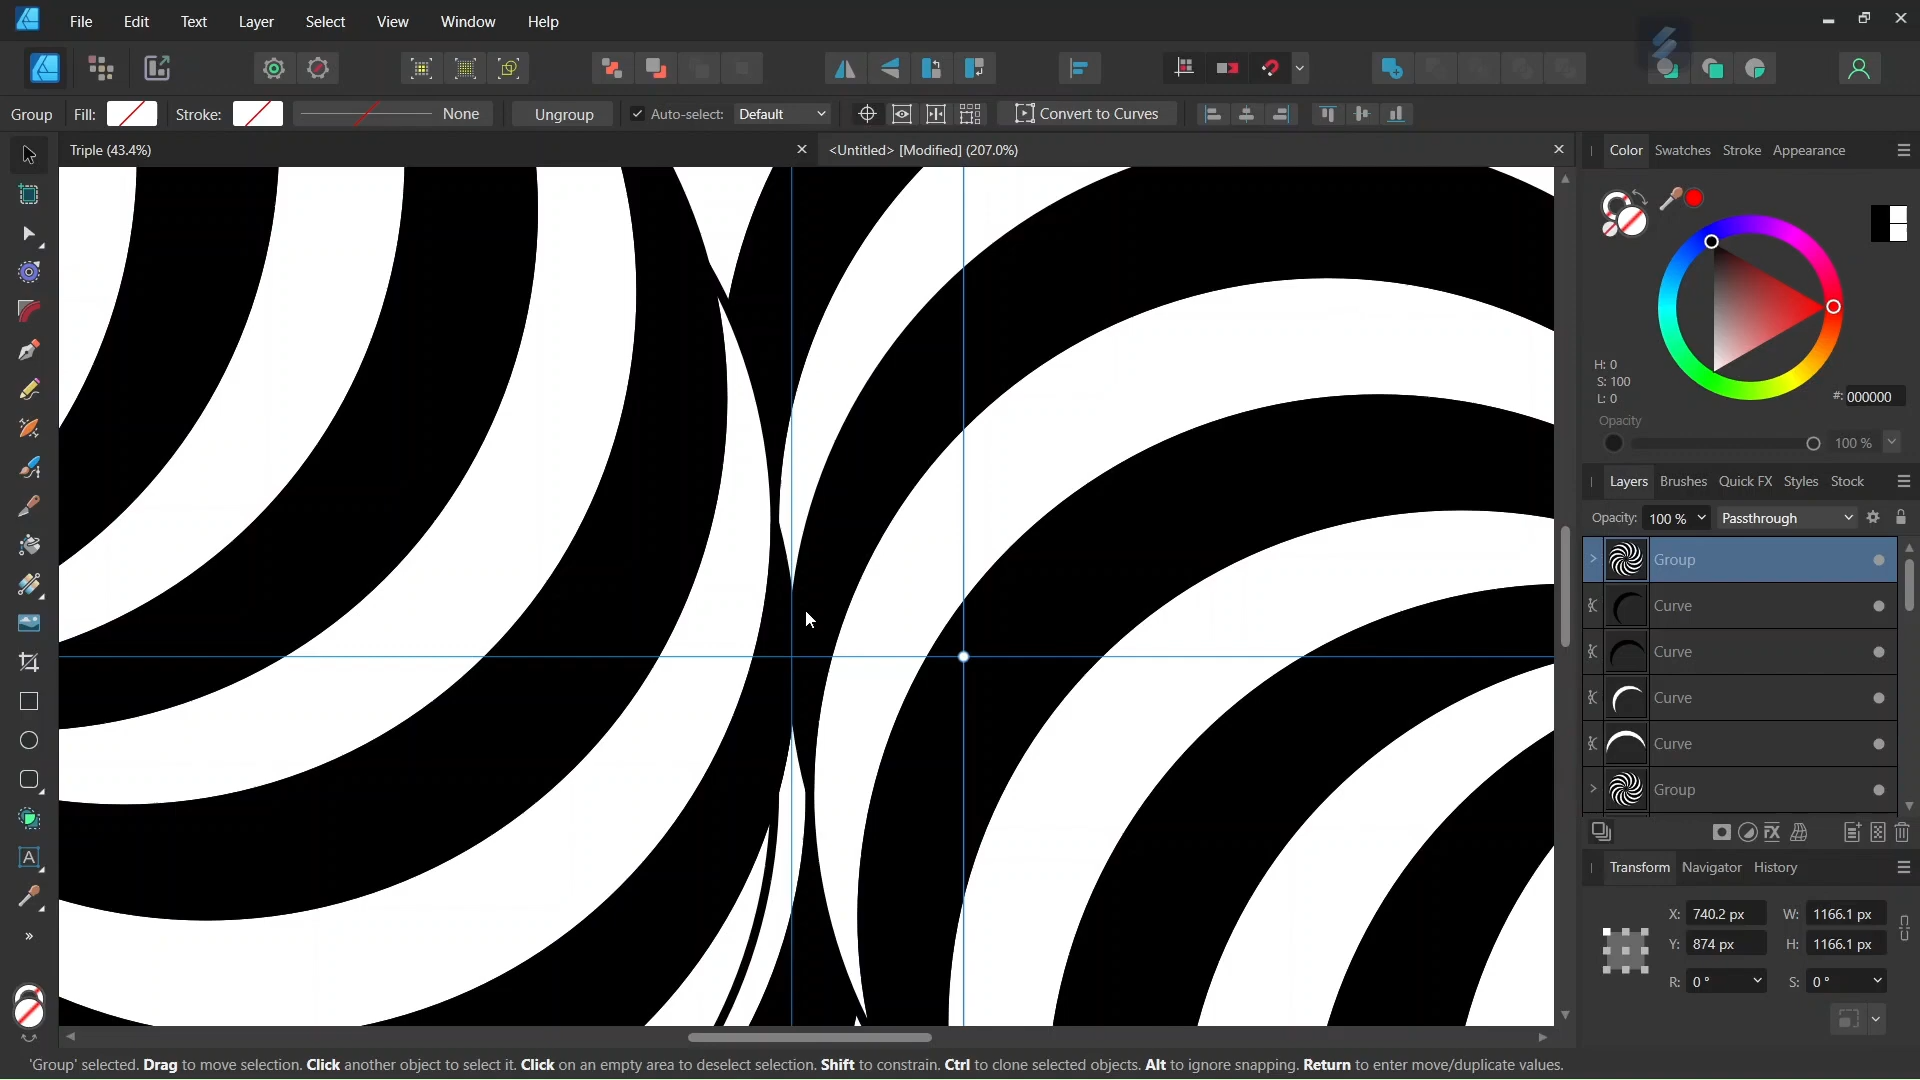 File Edit Text Layer Select View Window Help
Group Fill: Stroke: None Ungroup Auto-select: Default Convert to Curves
Triple (43.4%)
<Untitled> [Modified] (207.0%)
Color Swatches Stroke Appearance
H: 0
S: 100
L: 0
#: 000000
Opacity
100 %
Layers Brushes Quick FX Styles Stock
Opacity: 100 % Passthrough
Group
Curve
Curve
Curve
Curve
Group
Transform Navigator History
X: 740.2 px W: 1166.1 px
Y: 874 px H: 1166.1 px
R: 0 ° S: 0 °
'Group' selected. Drag to move selection. Click another object to select it. Click on an empty area to deselect selection. Shift to constrain. Ctrl to clone selected objects. Alt to ignore snapping. Return to enter move/duplicate values.